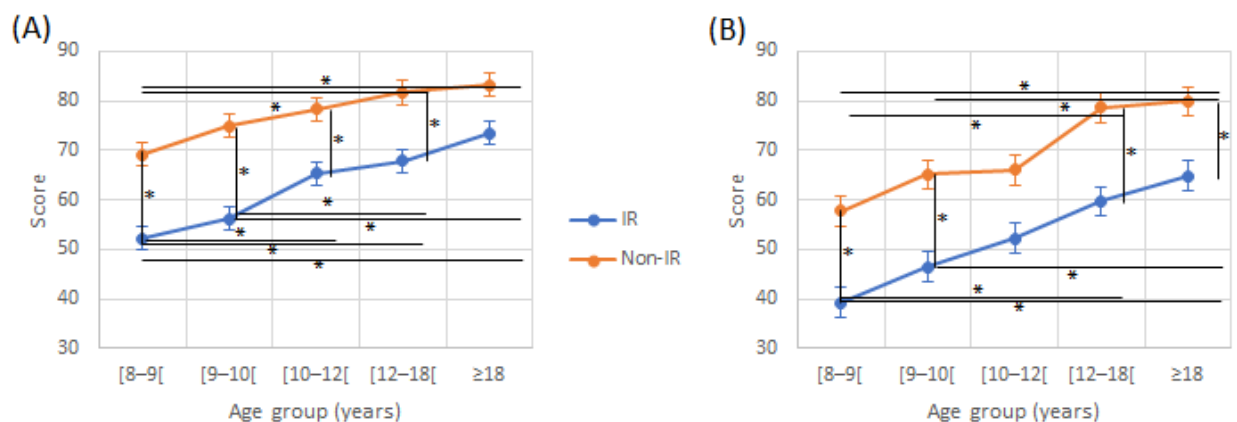 (A)
90
80
70
60
50
40
30
Score
* * * * * * * * * * *
[8–9[ [9–10[ [10–12[ [12–18[ ≥18
Age group (years)
IR
Non-IR
(B)
90
80
70
60
50
40
30
Score
* * * * * * * * * *
[8–9[ [9–10[ [10–12[ [12–18[ ≥18
Age group (years)